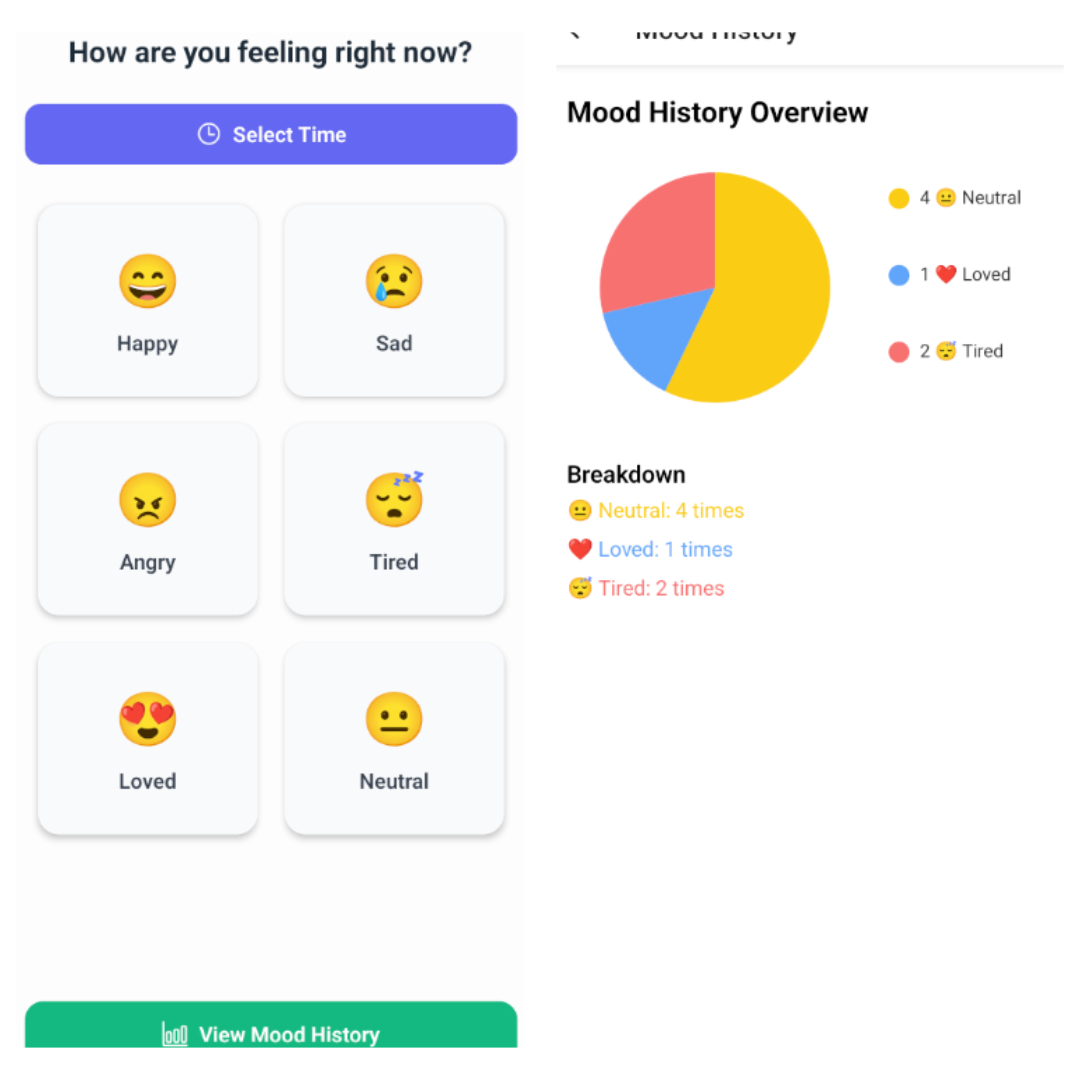 How are you feeling right now?
Select Time
Happy
Sad
Angry
Tired
Loved
Neutral
View Mood History
Mood History
Mood History Overview
4 😐 Neutral
1 ❤️ Loved
2 😴 Tired
Breakdown
😐 Neutral: 4 times
❤️ Loved: 1 times
😴 Tired: 2 times